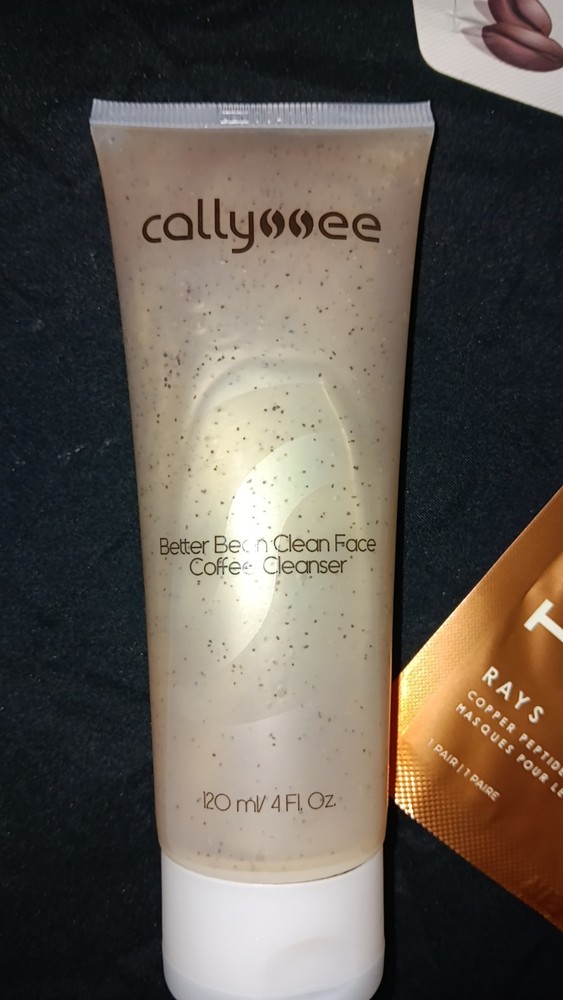 callyssee
Better Bean Clean Face
Coffee Cleanser
120 ml/ 4 Fl. Oz.
RAYS
COPPER PEPTIDE
MASQUES POUR LE
1 PAIR | 1 PAIRE